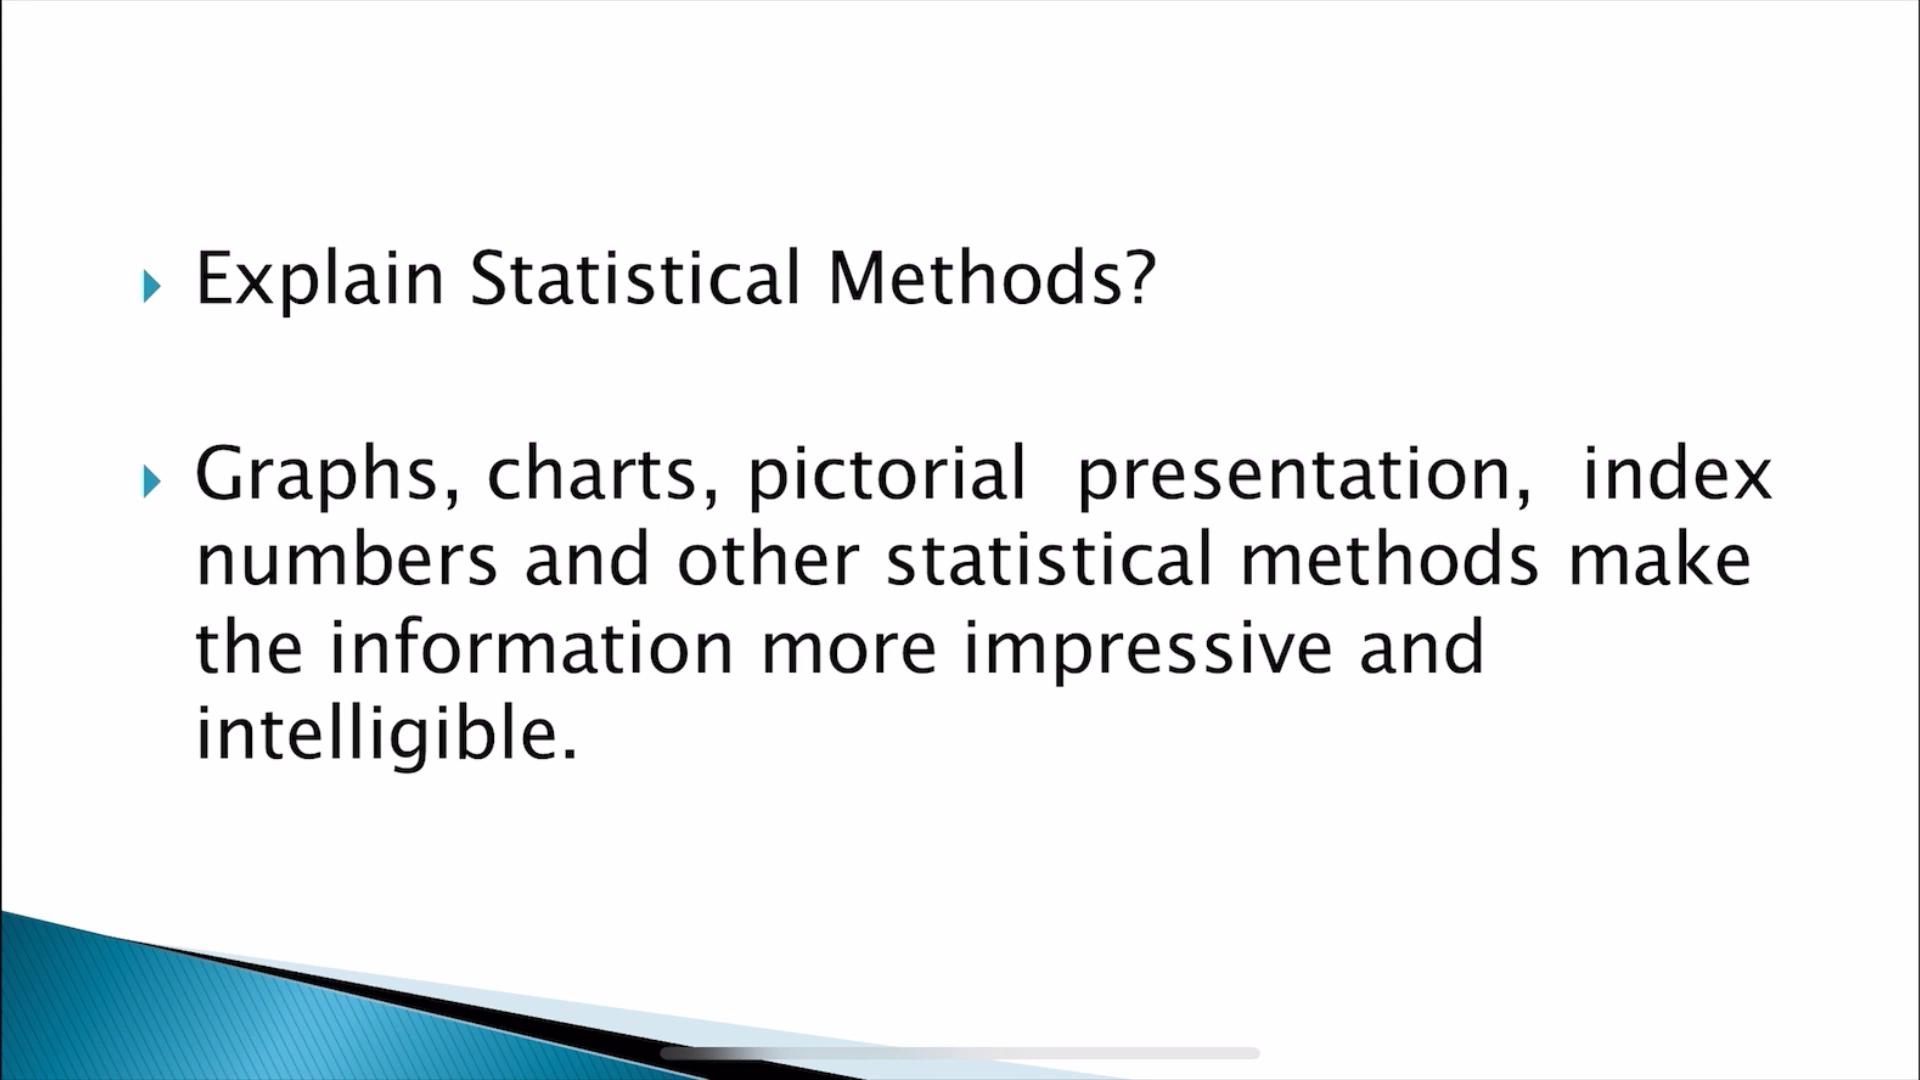 Explain Statistical Methods?
Graphs, charts, pictorial presentation, index
numbers and other statistical methods make
the information more impressive and
intelligible.